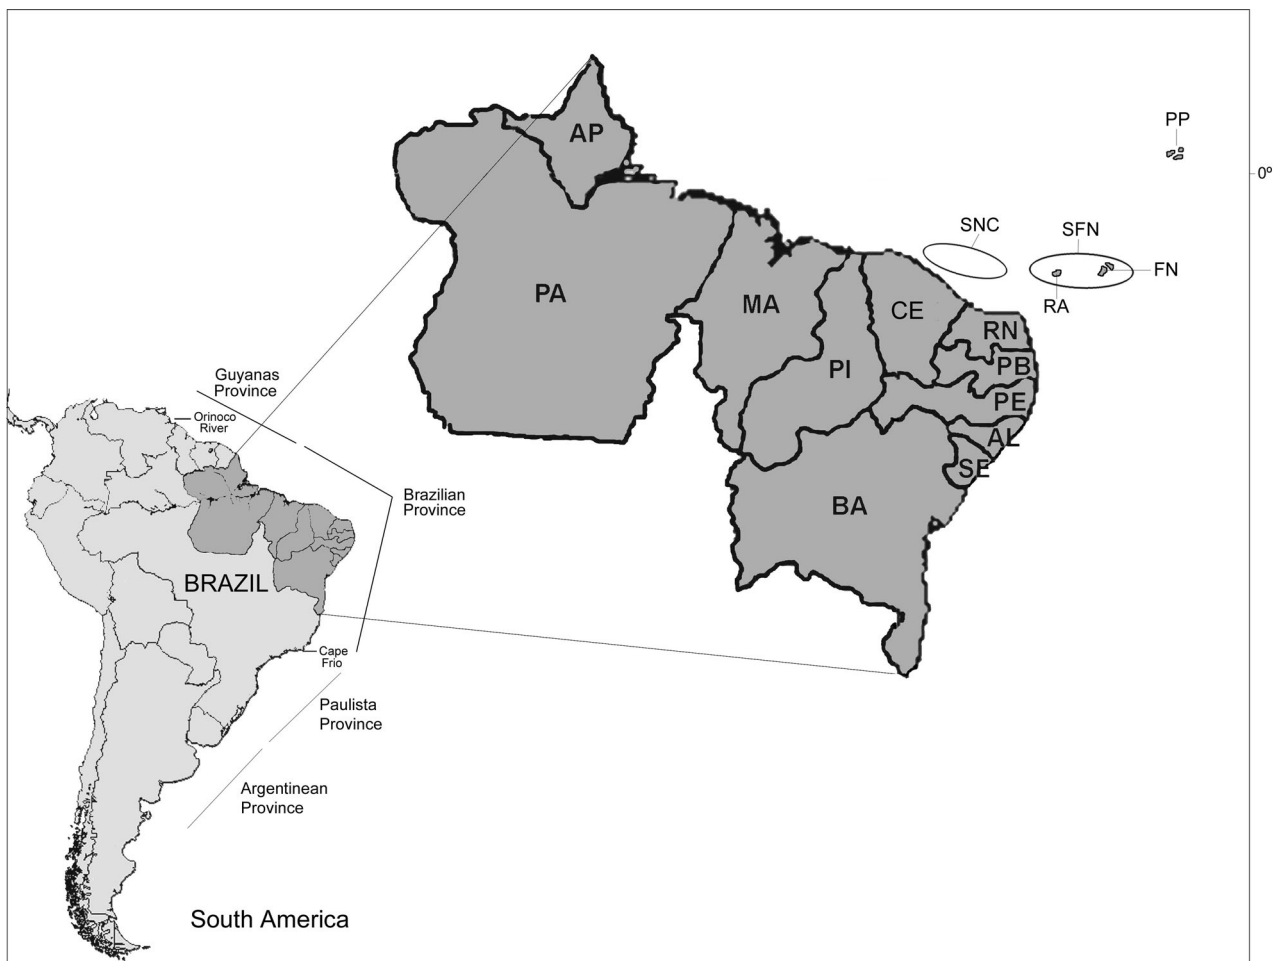 AP
PP
0º
SNC
SFN
FN
RA
PA
MA
CE
RN
PI
PB
PE
AL
SE
BA
Guyanas
Province
Orinoco
River
Brazilian
Province
BRAZIL
Cape
Frio
Paulista
Province
Argentinean
Province
South America